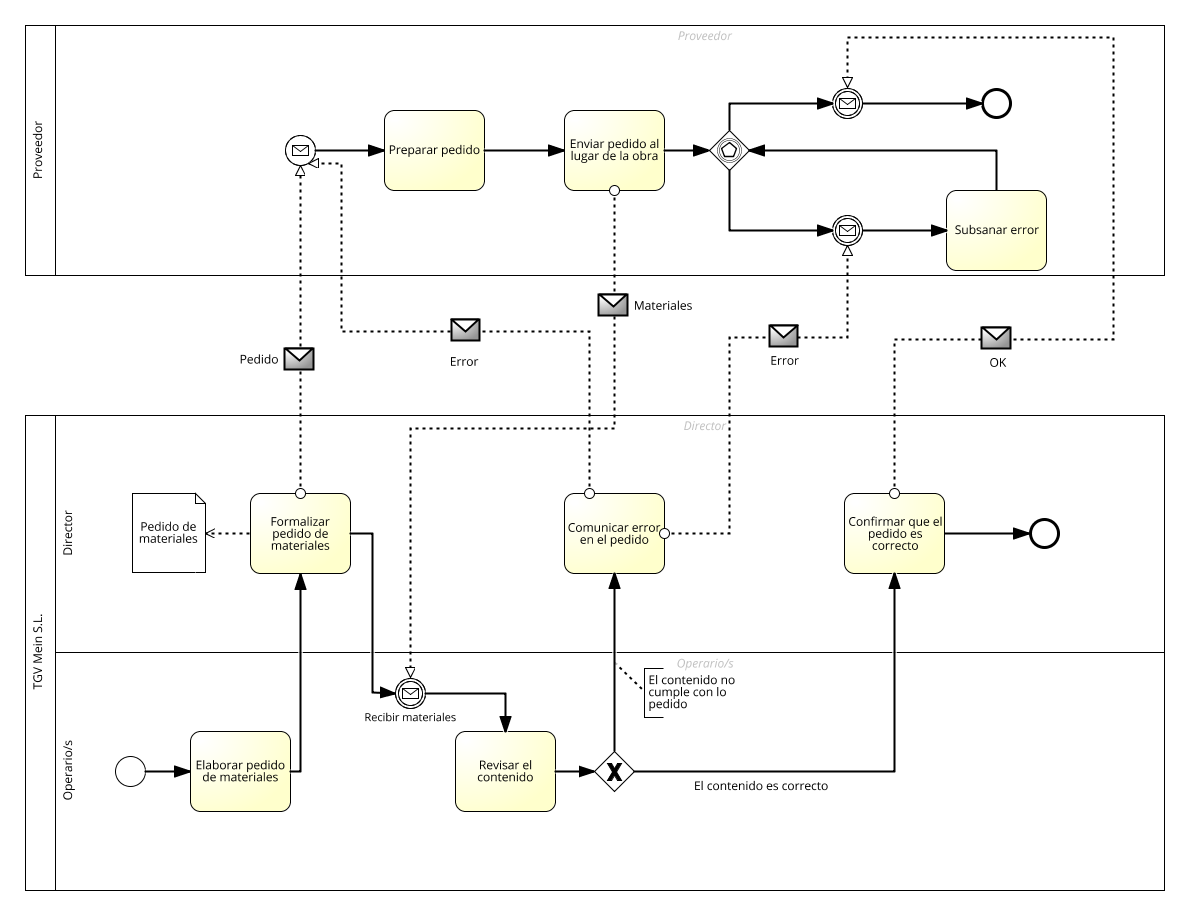 Proveedor
Proveedor
Preparar pedido
Enviar pedido al
lugar de la obra
Subsanar error
Materiales
Pedido
Error
Error
OK
TGV Mein S.L.
Director
Director
Pedido de
materiales
Formalizar
pedido de
materiales
Comunicar error
en el pedido
Confirmar que el
pedido es
correcto
Operario/s
Operario/s
El contenido no
cumple con lo
pedido
Recibir materiales
Elaborar pedido
de materiales
Revisar el
contenido
El contenido es correcto